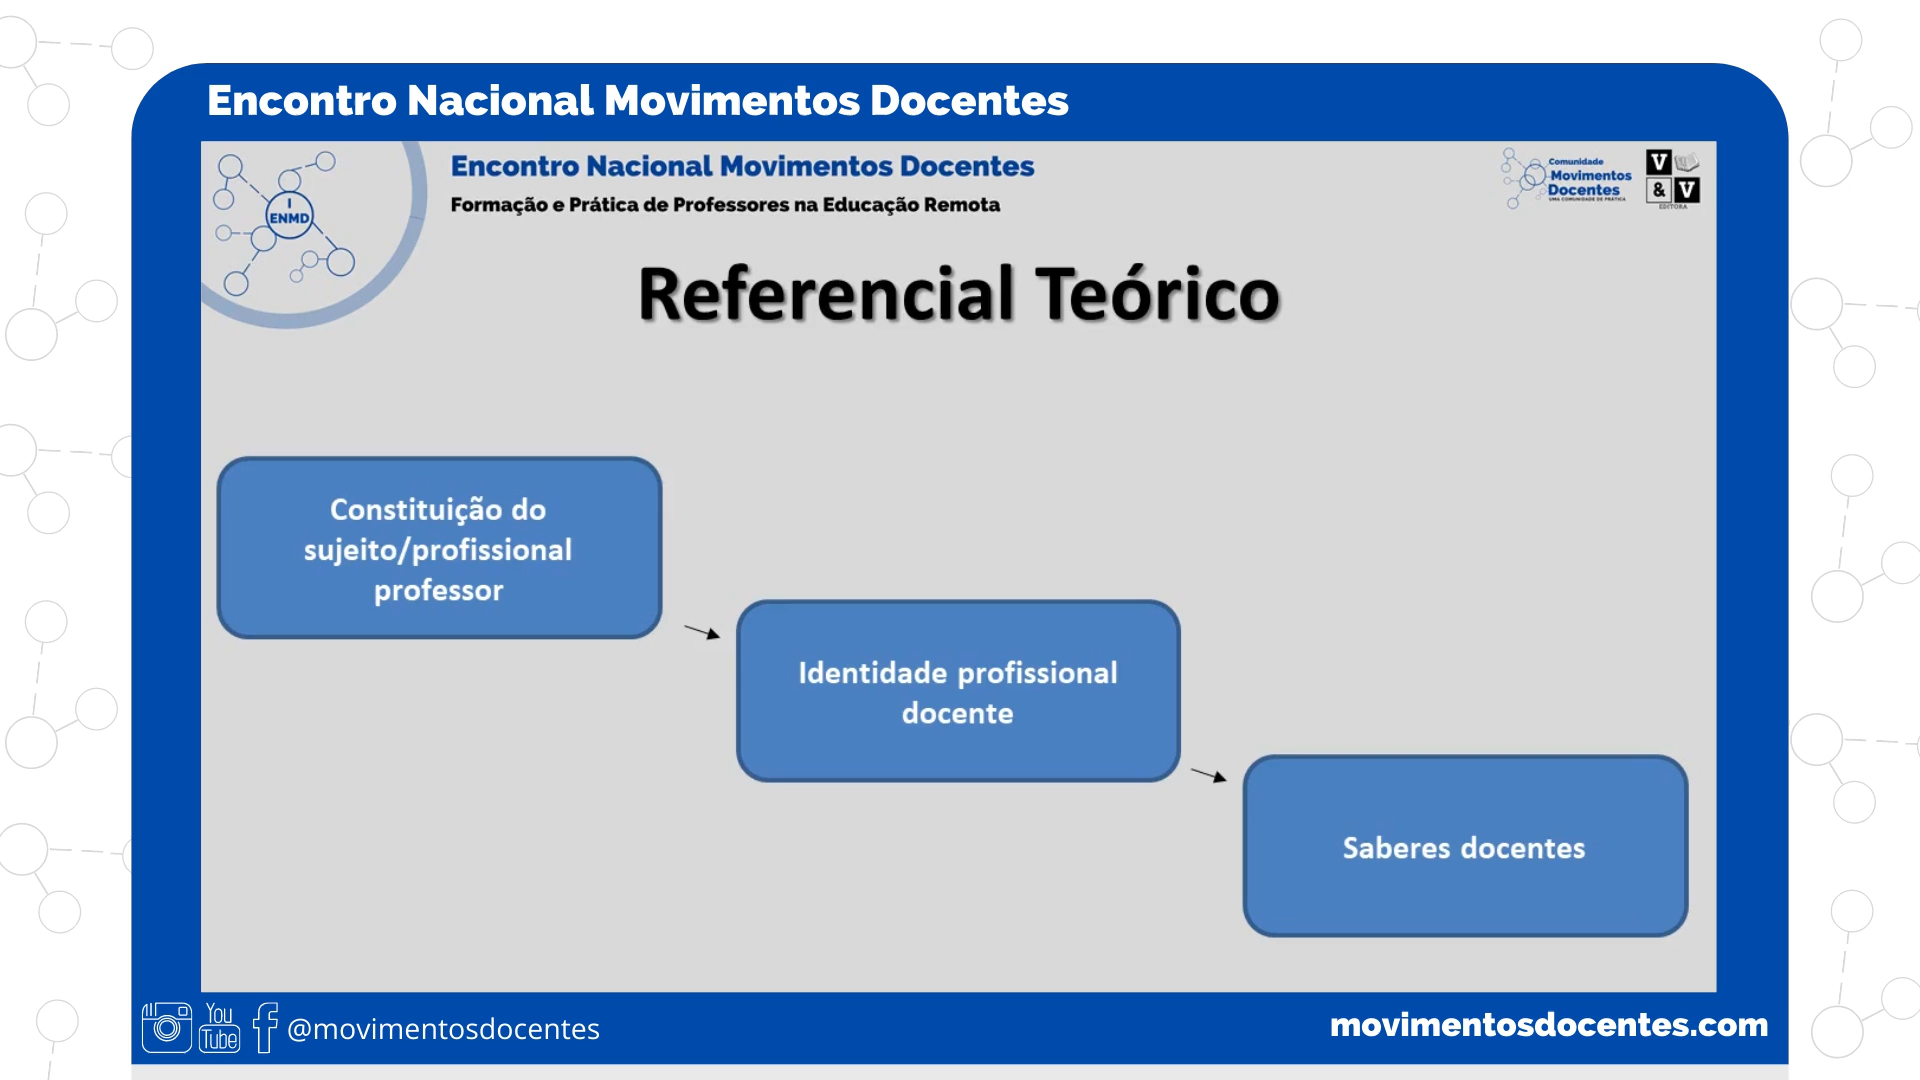 Encontro Nacional Movimentos Docentes
I
ENMD
Encontro Nacional Movimentos Docentes
Formação e Prática de Professores na Educação Remota
Comunidade
Movimentos
Docentes
UMA COMUNIDADE DE PRÁTICA
V
& V
EDITORA
Referencial Teórico
Constituição do
sujeito/profissional
professor
Identidade profissional
docente
Saberes docentes
You
Tube
@movimentosdocentes
movimentosdocentes.com